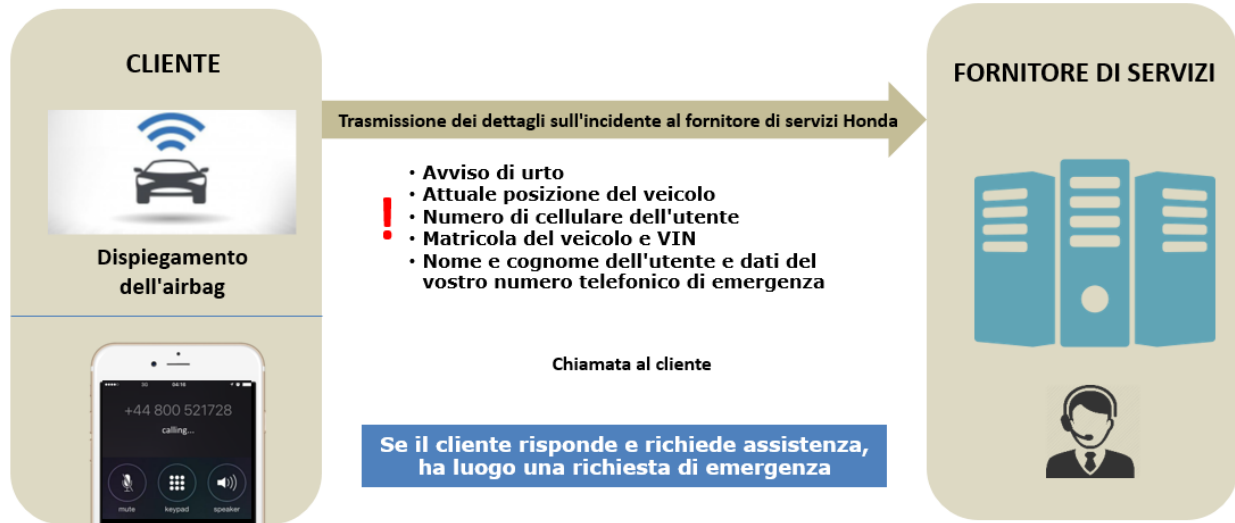 CLIENTE
Dispiegamento
dell'airbag
+44 800 521728
calling...
mute
keypad
speaker
Trasmissione dei dettagli sull'incidente al fornitore di servizi Honda
!
· Avviso di urto
· Attuale posizione del veicolo
· Numero di cellulare dell'utente
· Matricola del veicolo e VIN
· Nome e cognome dell'utente e dati del
vostro numero telefonico di emergenza
Chiamata al cliente
Se il cliente risponde e richiede assistenza,
ha luogo una richiesta di emergenza
FORNITORE DI SERVIZI